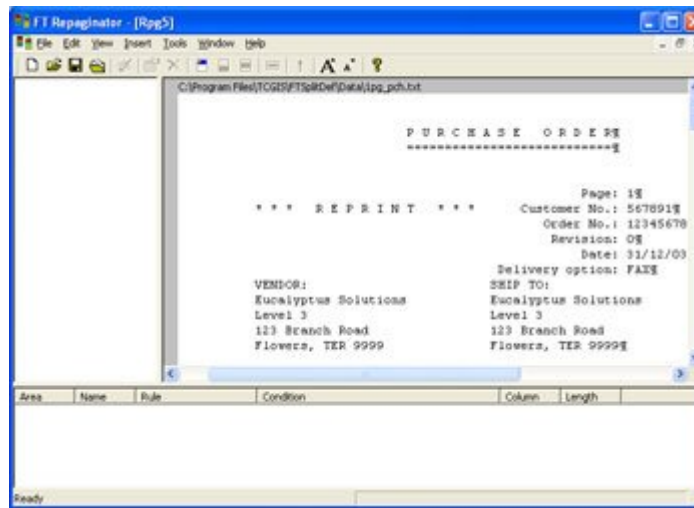 FT Repaginator - [Rpg5]
File Edit View Insert Tools Window Help
C:\Program Files\TCGIS\FTSplitDef\Data\1pg_pch.txt
P U R C H A S E   O R D E R¶
===========================¶
Page: 1¶
* * *   R E P R I N T   * * *   Customer No.: 567891¶
Order No.: 12345678
Revision: 0¶
Date: 31/12/03
Delivery option: FAX¶
VENDOR: SHIP TO:
Eucalyptus Solutions Eucalyptus Solutions
Level 3 Level 3
123 Branch Road 123 Branch Road
Flowers, TER 9999 Flowers, TER 9999¶
Area Name Rule Condition Column Length
Ready